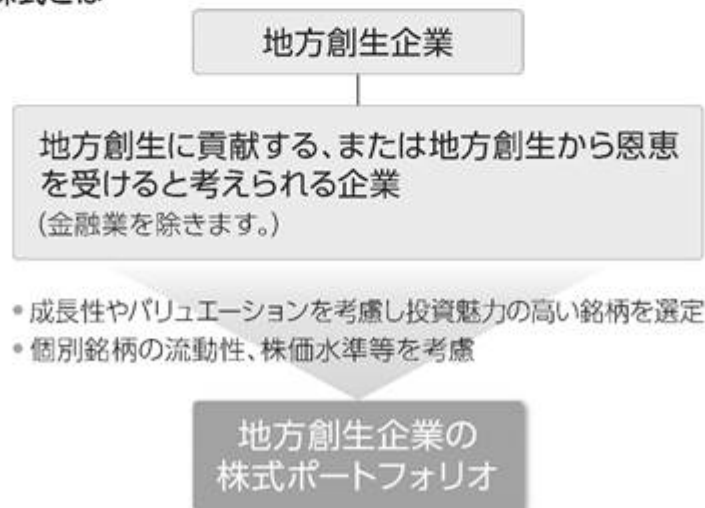 株式とは
地方創生企業
地方創生に貢献する、または地方創生から恩恵
を受けると考えられる企業
(金融業を除きます。)
• 成長性やバリュエーションを考慮し投資魅力の高い銘柄を選定
• 個別銘柄の流動性、株価水準等を考慮
地方創生企業の
株式ポートフォリオ